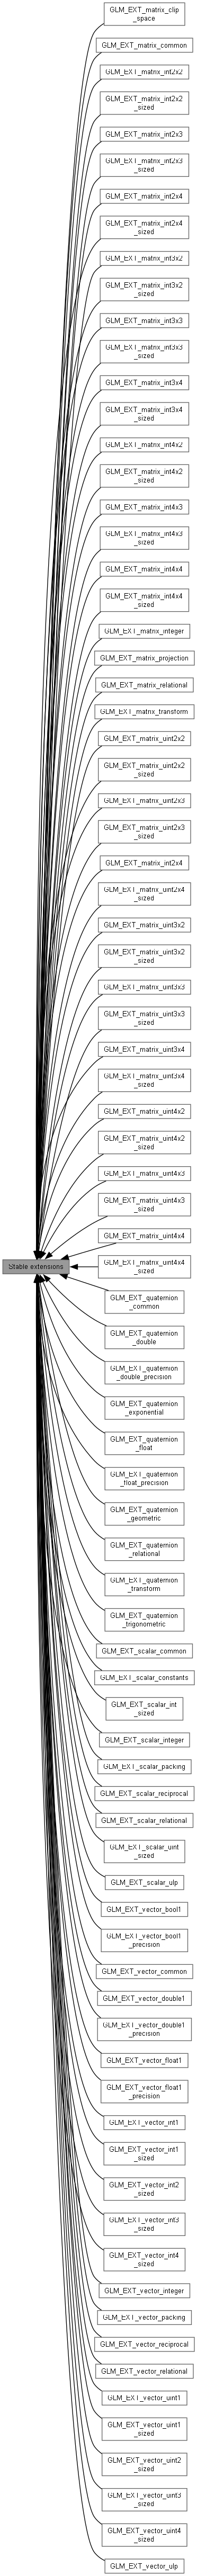 GLM_EXT_matrix_clip
_space
GLM_EXT_matrix_common
GLM_EXT_matrix_int2x2
GLM_EXT_matrix_int2x2
_sized
GLM_EXT_matrix_int2x3
GLM_EXT_matrix_int2x3
_sized
GLM_EXT_matrix_int2x4
GLM_EXT_matrix_int2x4
_sized
GLM_EXT_matrix_int3x2
GLM_EXT_matrix_int3x2
_sized
GLM_EXT_matrix_int3x3
GLM_EXT_matrix_int3x3
_sized
GLM_EXT_matrix_int3x4
GLM_EXT_matrix_int3x4
_sized
GLM_EXT_matrix_int4x2
GLM_EXT_matrix_int4x2
_sized
GLM_EXT_matrix_int4x3
GLM_EXT_matrix_int4x3
_sized
GLM_EXT_matrix_int4x4
GLM_EXT_matrix_int4x4
_sized
GLM_EXT_matrix_integer
GLM_EXT_matrix_projection
GLM_EXT_matrix_relational
GLM_EXT_matrix_transform
GLM_EXT_matrix_uint2x2
GLM_EXT_matrix_uint2x2
_sized
GLM_EXT_matrix_uint2x3
GLM_EXT_matrix_uint2x3
_sized
GLM_EXT_matrix_int2x4
GLM_EXT_matrix_uint2x4
_sized
GLM_EXT_matrix_uint3x2
GLM_EXT_matrix_uint3x2
_sized
GLM_EXT_matrix_uint3x3
GLM_EXT_matrix_uint3x3
_sized
GLM_EXT_matrix_uint3x4
GLM_EXT_matrix_uint3x4
_sized
GLM_EXT_matrix_uint4x2
GLM_EXT_matrix_uint4x2
_sized
GLM_EXT_matrix_uint4x3
GLM_EXT_matrix_uint4x3
_sized
GLM_EXT_matrix_uint4x4
GLM_EXT_matrix_uint4x4
_sized
Stable extensions
GLM_EXT_quaternion
_common
GLM_EXT_quaternion
_double
GLM_EXT_quaternion
_double_precision
GLM_EXT_quaternion
_exponential
GLM_EXT_quaternion
_float
GLM_EXT_quaternion
_float_precision
GLM_EXT_quaternion
_geometric
GLM_EXT_quaternion
_relational
GLM_EXT_quaternion
_transform
GLM_EXT_quaternion
_trigonometric
GLM_EXT_scalar_common
GLM_EXT_scalar_constants
GLM_EXT_scalar_int
_sized
GLM_EXT_scalar_integer
GLM_EXT_scalar_packing
GLM_EXT_scalar_reciprocal
GLM_EXT_scalar_relational
GLM_EXT_scalar_uint
_sized
GLM_EXT_scalar_ulp
GLM_EXT_vector_bool1
GLM_EXT_vector_bool1
_precision
GLM_EXT_vector_common
GLM_EXT_vector_double1
GLM_EXT_vector_double1
_precision
GLM_EXT_vector_float1
GLM_EXT_vector_float1
_precision
GLM_EXT_vector_int1
GLM_EXT_vector_int1
_sized
GLM_EXT_vector_int2
_sized
GLM_EXT_vector_int3
_sized
GLM_EXT_vector_int4
_sized
GLM_EXT_vector_integer
GLM_EXT_vector_packing
GLM_EXT_vector_reciprocal
GLM_EXT_vector_relational
GLM_EXT_vector_uint1
GLM_EXT_vector_uint1
_sized
GLM_EXT_vector_uint2
_sized
GLM_EXT_vector_uint3
_sized
GLM_EXT_vector_uint4
_sized
GLM_EXT_vector_ulp